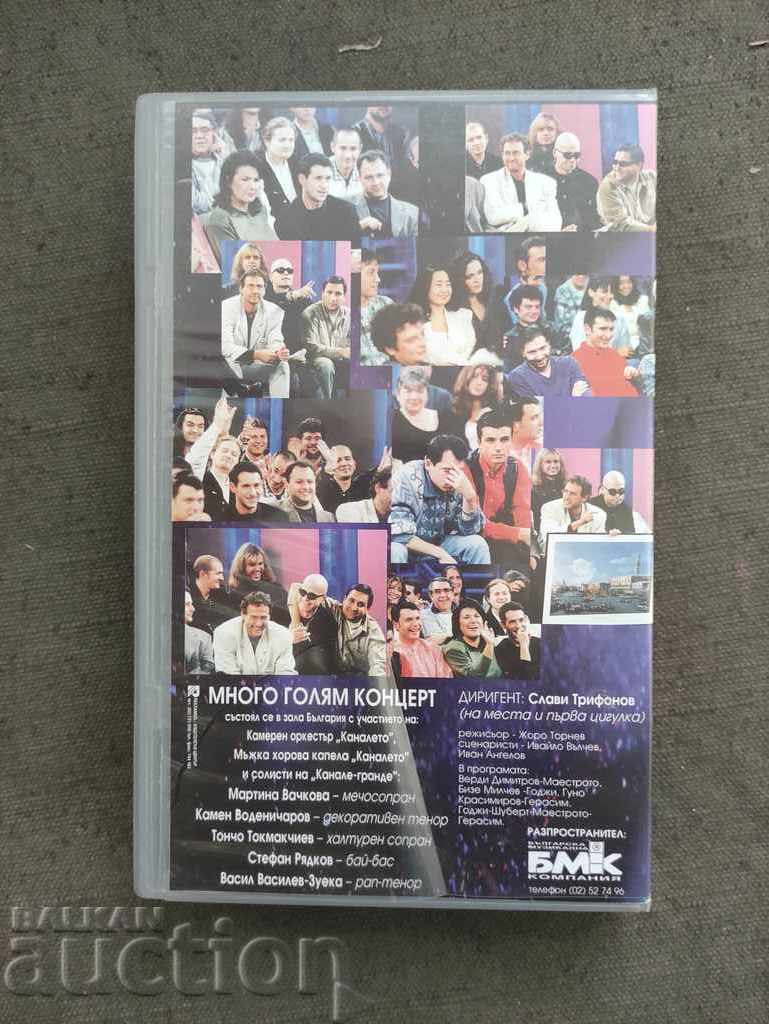 МНОГО ГОЛЯМ КОНЦЕРТ
състоял се в зала България с участието на:
Камерен оркестър „Каналето”,
Мъжка хорова капела „Каналето”
и солисти на „Канале-гранде”:
Мартина Вачкова – мечосопран
Камен Воденичаров – декоративен тенор
Тончо Токмакчиев – халтурен сопран
Стефан Рядков – бай-бас
Васил Василев-Зуека – рап-тенор
ДИРИГЕНТ: Слави Трифонов
(на места и първа цигулка)
режисьор - Жоро Торнев
сценаристи - Ивайло Вълчев,
Иван Ангелов
В програмата:
Верди Димитров-Маестрато,
Бизе Милчев -Годжи, Гуно
Красимиров-Герасим,
Годжи-Шуберт-Маестрото-
Герасим.
РАЗПРОСТРАНИТЕЛ:
БЪЛГАРСКА
МУЗИКАЛНА
БМК
КОМПАНИЯ
телефон (02) 52 74 96
BALKAN
auction